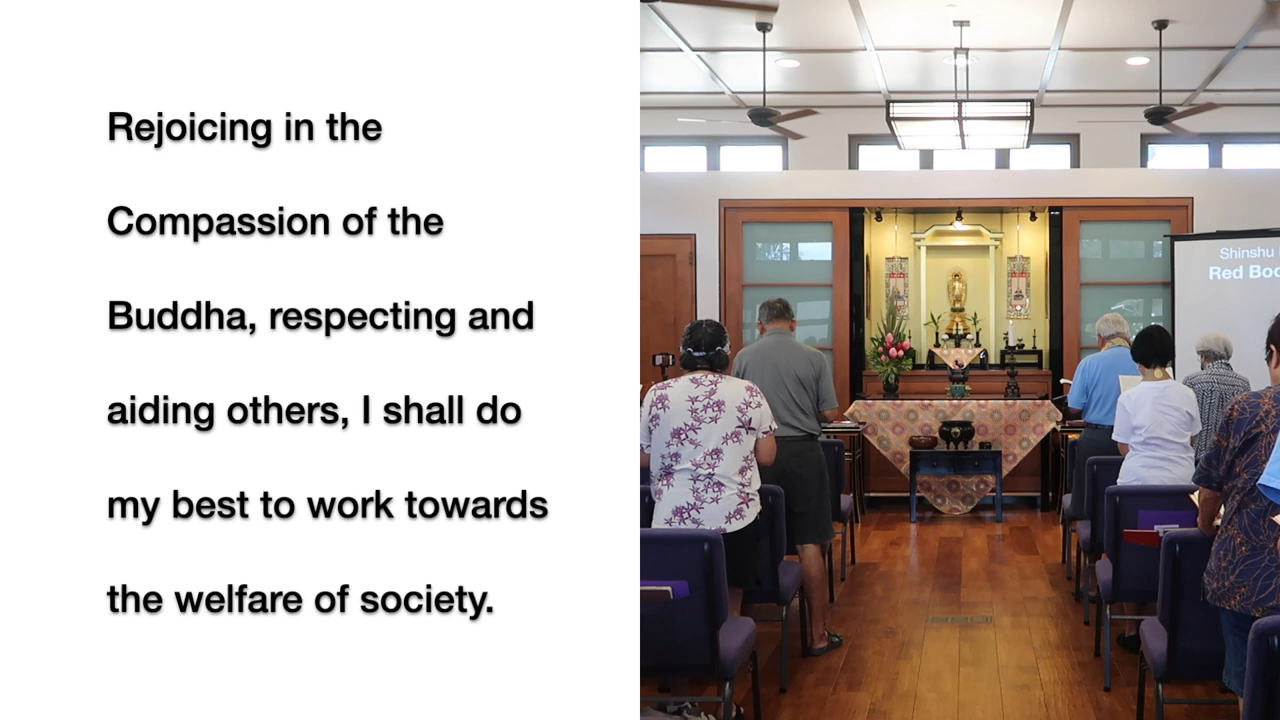 Rejoicing in the
Compassion of the
Buddha, respecting and
aiding others, I shall do
my best to work towards
the welfare of society.
Shinshu
Red